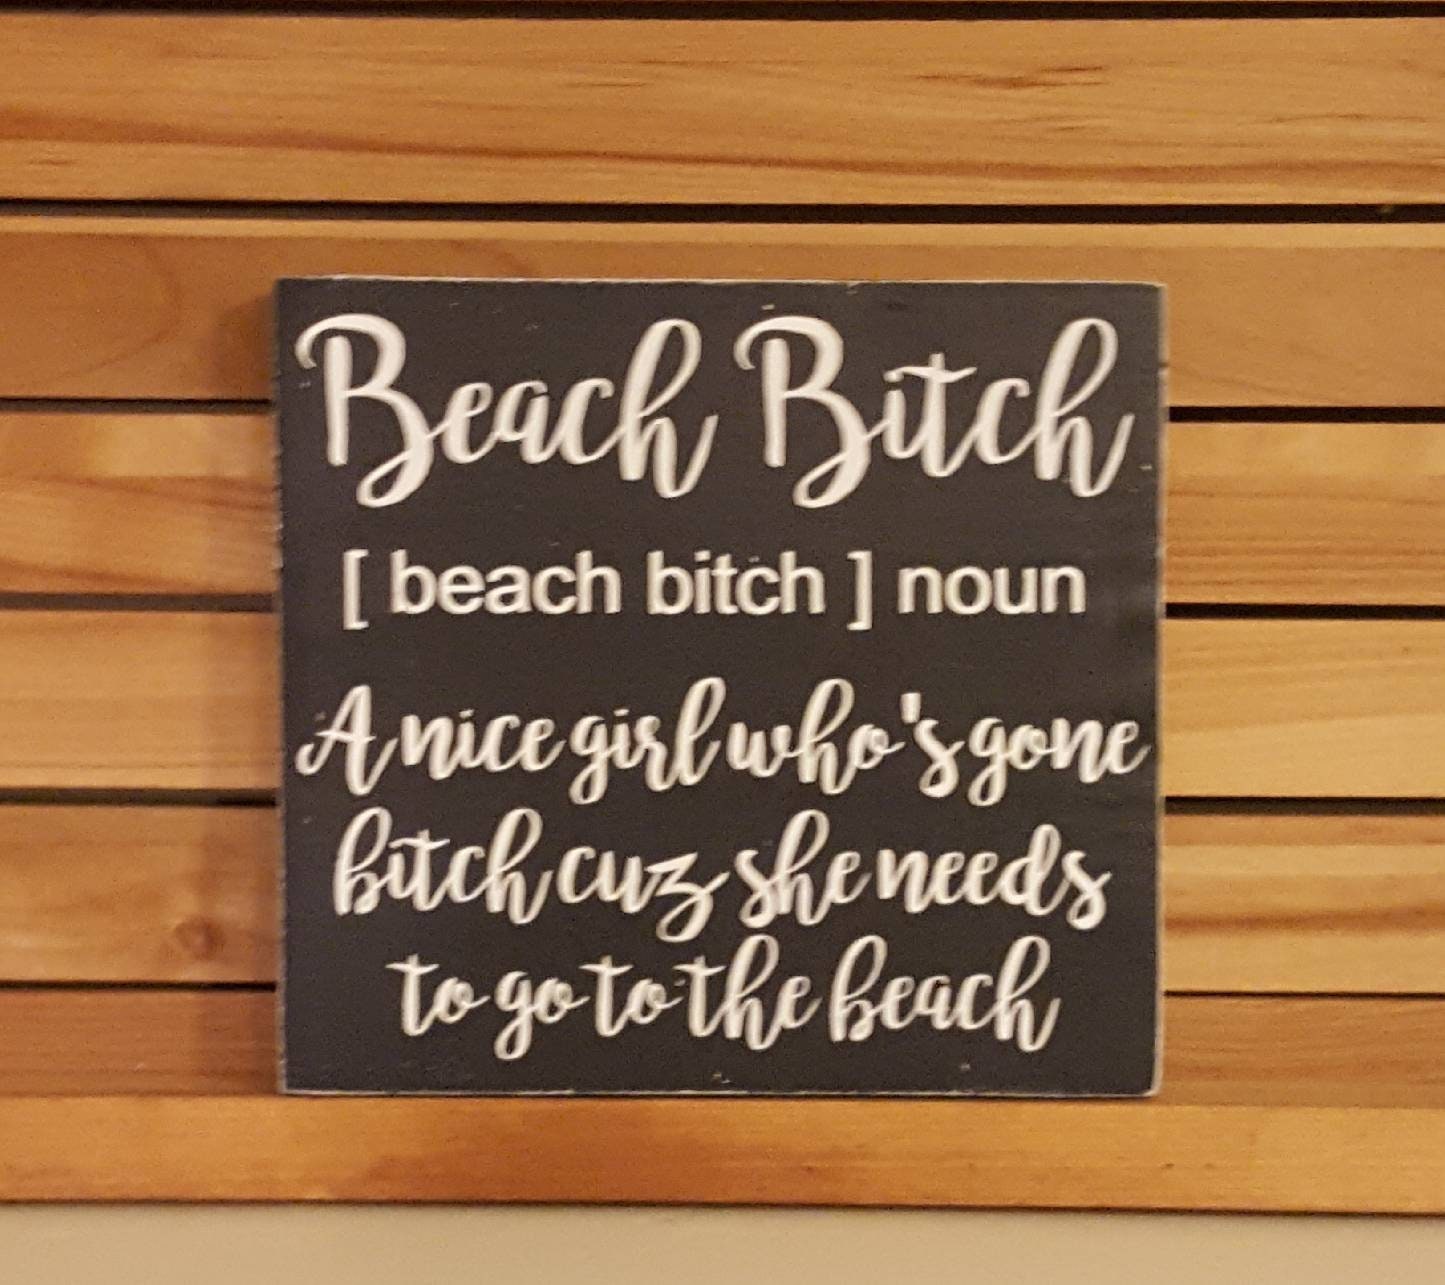 Beach Bitch
[ beach bitch ] noun
A nice girl who's gone
bitch cuz she needs
to go to the beach